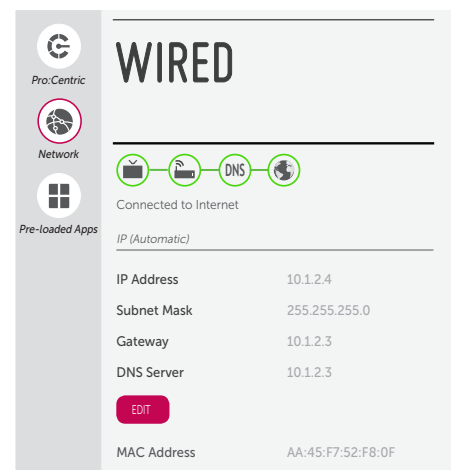 Pro:Centric
Network
Pre-loaded Apps
WIRED
DNS
Connected to Internet
IP (Automatic)
IP Address 10.1.2.4
Subnet Mask 255.255.255.0
Gateway 10.1.2.3
DNS Server 10.1.2.3
EDIT
MAC Address AA:45:F7:52:F8:0F